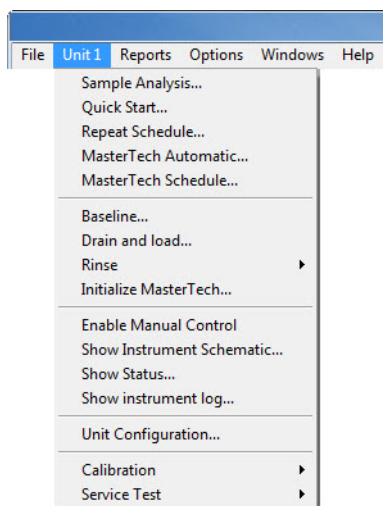 File Unit 1 Reports Options Windows Help
Sample Analysis...
Quick Start...
Repeat Schedule...
MasterTech Automatic...
MasterTech Schedule...
Baseline...
Drain and load...
Rinse
Initialize MasterTech...
Enable Manual Control
Show Instrument Schematic...
Show Status...
Show instrument log...
Unit Configuration...
Calibration
Service Test